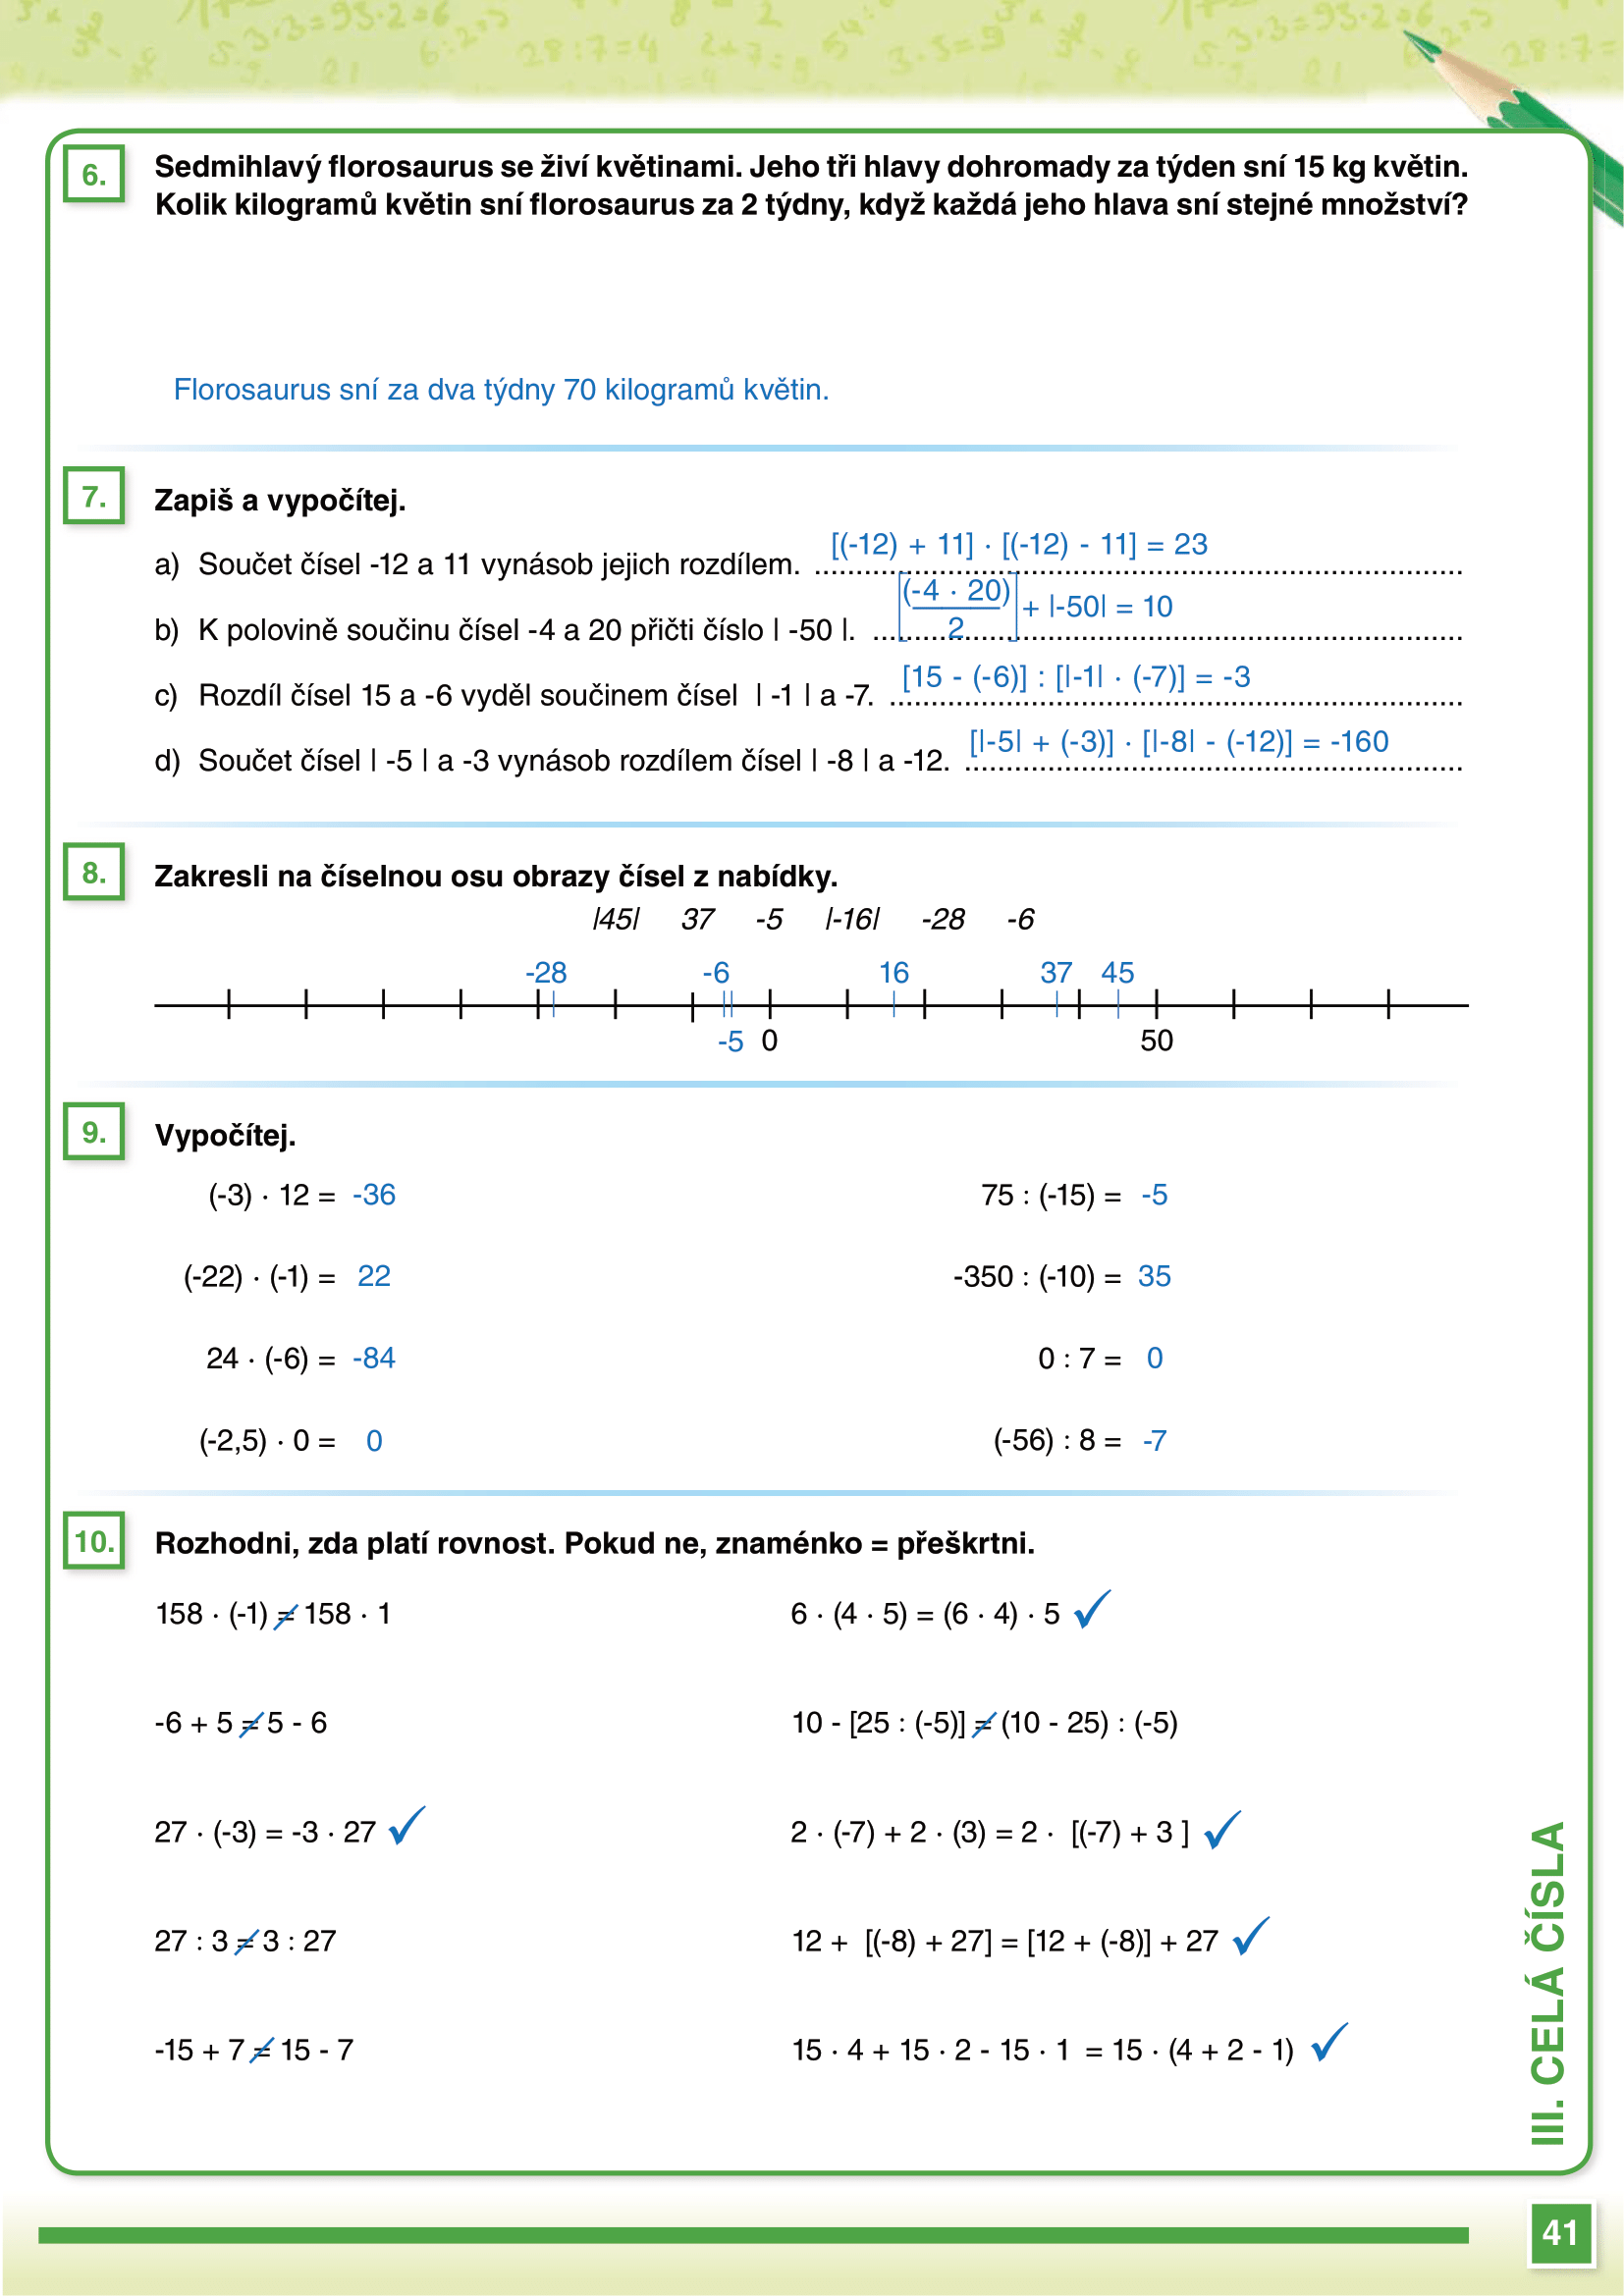 6.
Sedmihlavý florosaurus se živí květinami. Jeho tři hlavy dohromady za týden sní 15 kg květin.
Kolik kilogramů květin sní florosaurus za 2 týdny, když každá jeho hlava sní stejné množství?
Florosaurus sní za dva týdny 70 kilogramů květin.
7.
Zapiš a vypočítej.
a) Součet čísel -12 a 11 vynásob jejich rozdílem. [(-12) + 11] · [(-12) - 11] = 23
b) K polovině součinu čísel -4 a 20 přičti číslo | -50 |. [(-4 · 20) / 2] + |-50| = 10
c) Rozdíl čísel 15 a -6 vyděl součinem čísel | -1 | a -7. [15 - (-6)] : [|-1| · (-7)] = -3
d) Součet čísel | -5 | a -3 vynásob rozdílem čísel | -8 | a -12. [|-5| + (-3)] · [|-8| - (-12)] = -160
8.
Zakresli na číselnou osu obrazy čísel z nabídky.
|45| 37 -5 |-16| -28 -6
-28 -6 16 37 45
-5 0 50
9.
Vypočítej.
(-3) · 12 = -36 75 : (-15) = -5
(-22) · (-1) = 22 -350 : (-10) = 35
24 · (-6) = -84 0 : 7 = 0
(-2,5) · 0 = 0 (-56) : 8 = -7
10.
Rozhodni, zda platí rovnost. Pokud ne, znaménko = přeškrtni.
158 · (-1) ≠ 158 · 1 6 · (4 · 5) = (6 · 4) · 5 ✓
-6 + 5 ≠ 5 - 6 10 - [25 : (-5)] ≠ (10 - 25) : (-5)
27 · (-3) = -3 · 27 ✓ 2 · (-7) + 2 · (3) = 2 · [(-7) + 3 ] ✓
27 : 3 ≠ 3 : 27 12 + [(-8) + 27] = [12 + (-8)] + 27 ✓
-15 + 7 ≠ 15 - 7 15 · 4 + 15 · 2 - 15 · 1 = 15 · (4 + 2 - 1) ✓
III. CELÁ ČÍSLA
41